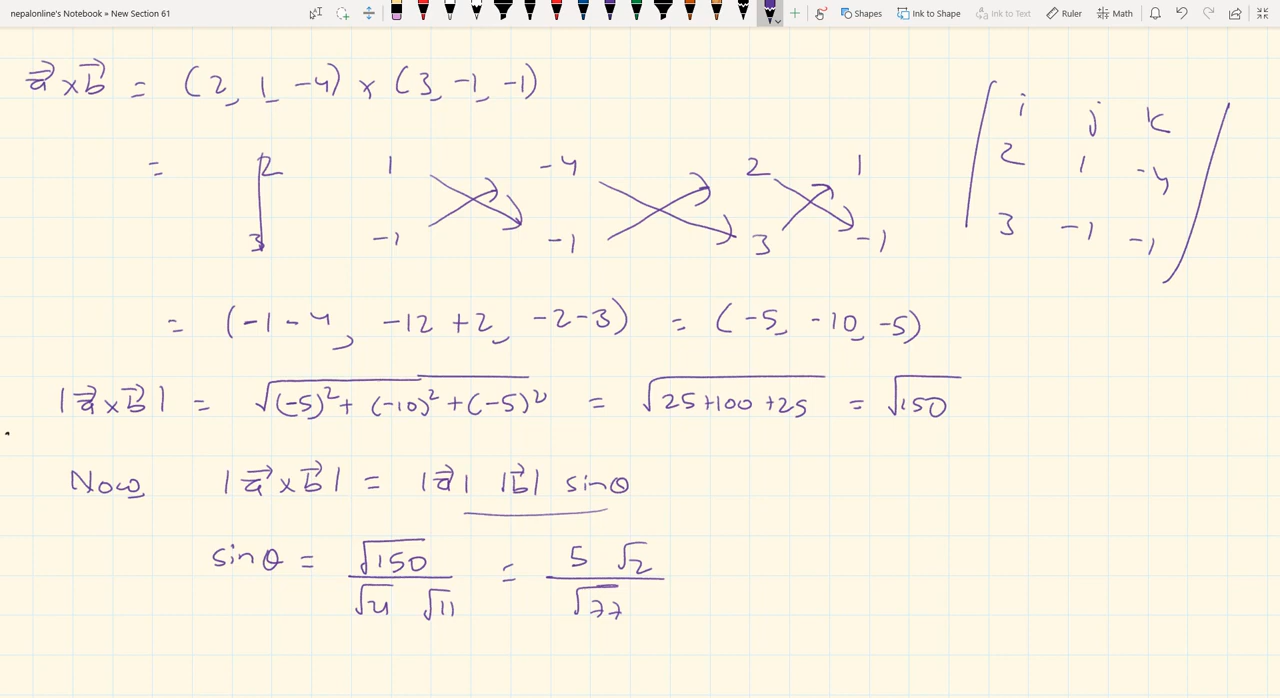 nepalonline's Notebook » New Section 61
Shapes Ink to Shape Ink to Text Ruler Math
a⃗ × b⃗ = (2, 1, -4) × (3, -1, -1)
i j k
2 1 -4
3 -1 -1
= 2 1 -4 2 1
3 -1 -1 3 -1
= (-1-4, -12+2, -2-3) = (-5, -10, -5)
|a⃗ × b⃗| = √(-5)² + (-10)² + (-5)² = √25+100+25 = √150
Now |a⃗ × b⃗| = |a⃗| |b⃗| sinθ
sinθ = √150 / √21 √11 = 5 √2 / √77